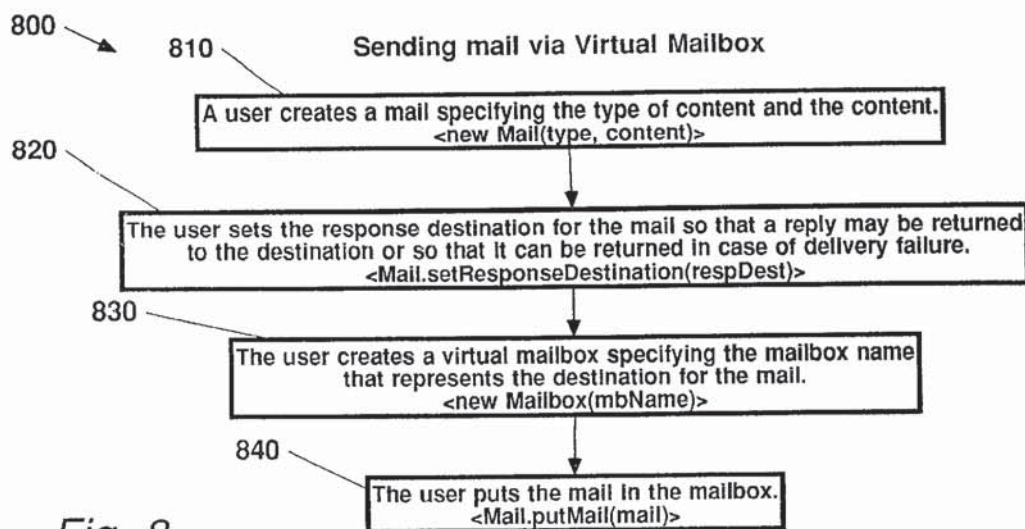 800
810
Sending mail via Virtual Mailbox
A user creates a mail specifying the type of content and the content.
<new Mail(type, content)>
820
The user sets the response destination for the mail so that a reply may be returned
to the destination or so that it can be returned in case of delivery failure.
<Mail.setResponseDestination(respDest)>
830
The user creates a virtual mailbox specifying the mailbox name
that represents the destination for the mail.
<new Mailbox(mbName)>
840
The user puts the mail in the mailbox.
<Mail.putMail(mail)>
Fig.